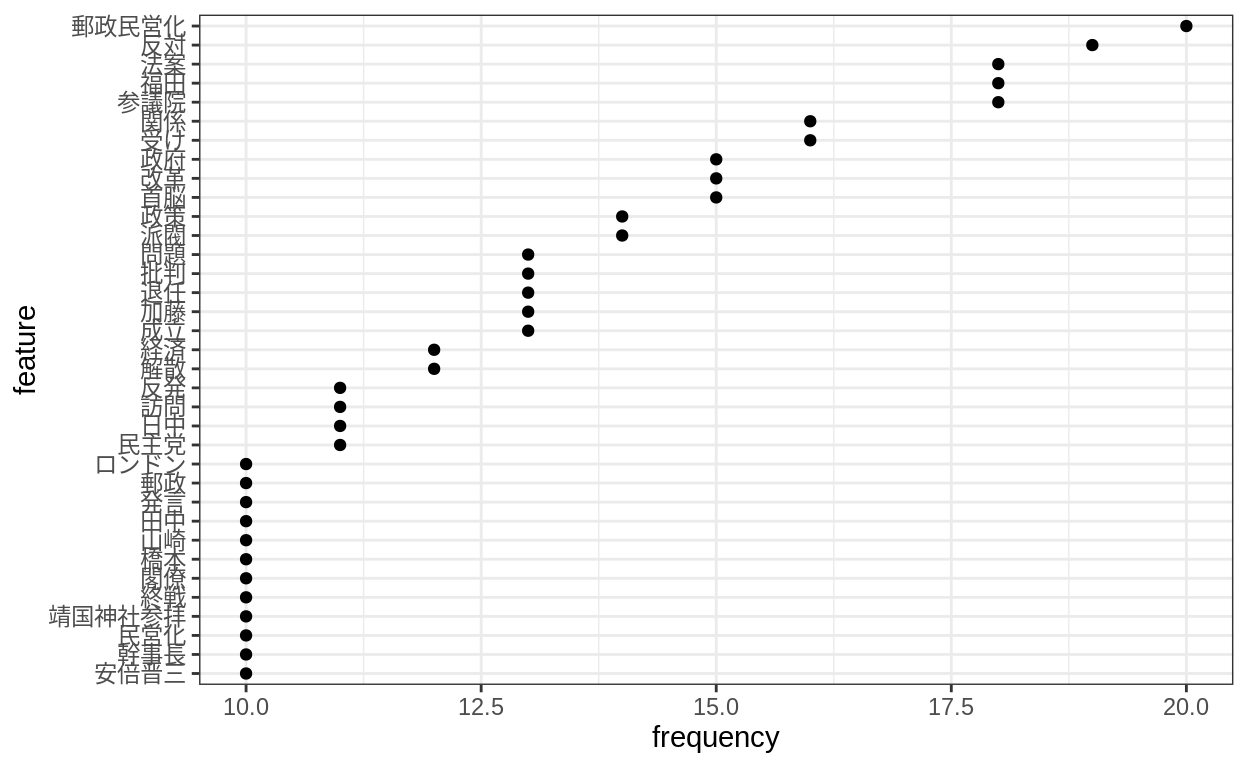 郵政民営化
反対
法案
福田
参議院
関係
受け
政府
改革
首脳
政策
派閥
問題
批判
退任
加藤
成立
経済
解散
反発
訪問
日中
民主党
ロンドン
郵政
発言
田中
山崎
橋本
閣僚
終戦
靖国神社参拝
民営化
幹事長
安倍晋三
feature
10.0 12.5 15.0 17.5 20.0
frequency